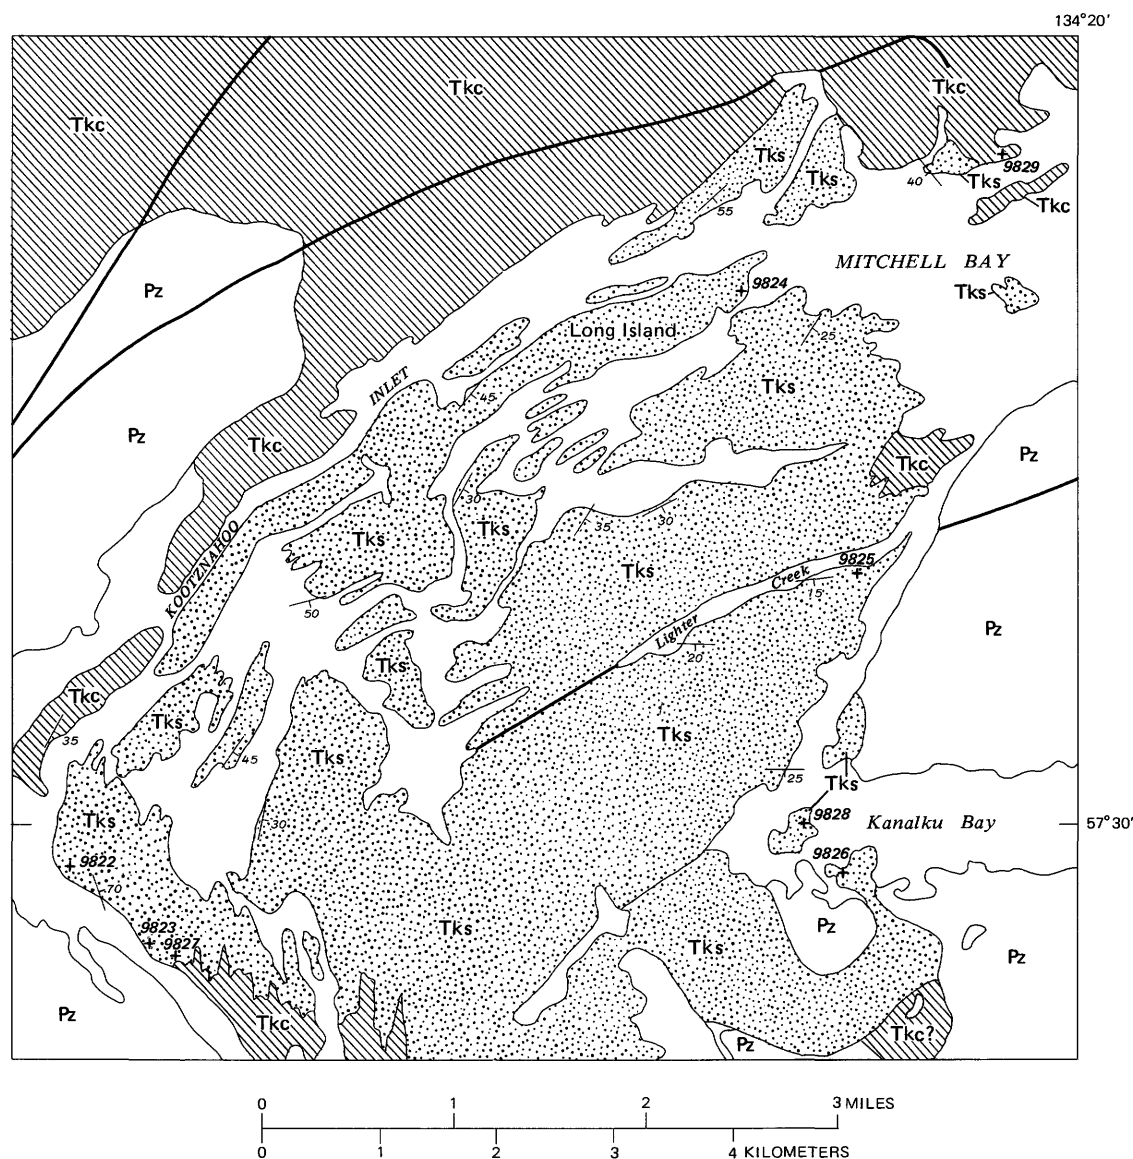 134°20'
Tkc
Tkc
Tkc
Tks
Tks
9829
40
Tks
Tkc
55
MITCHELL BAY
Tks
Pz
9824
Long Island
25
INLET
45
Tks
Pz
Tkc
Tkc
Pz
30
Tks
Tks
35
30
KOOTZNAHOO
9825
Tks
Creek
15
50
Lighter
20
Pz
Tks
Tkc
Tks
35
45
Tks
Tks
25
Tks
Tks
9828
Kanalku Bay
57°30'
30
9826
9822
70
Pz
9823
9827
Tks
Tks
Pz
Pz
Tkc
Tkc?
Pz
0 1 2 3 MILES
0 1 2 3 4 KILOMETERS